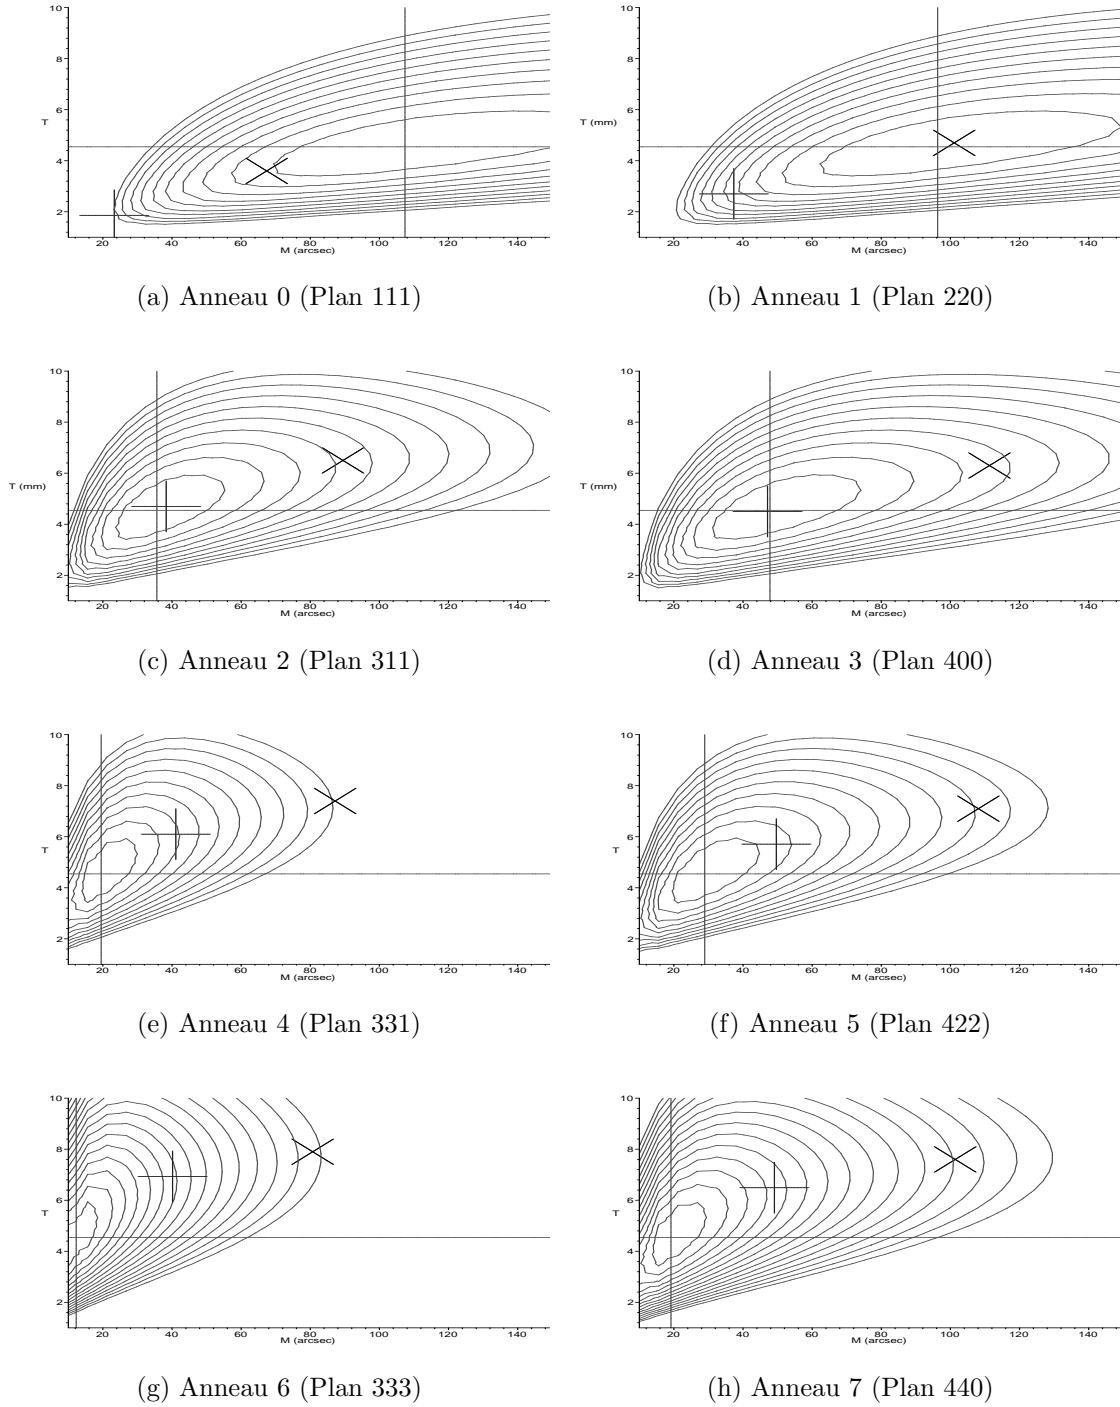 10
8
6
T
4
2
20 40 60 80 100 120 140
M (arcsec)
(a) Anneau 0 (Plan 111)
10
8
6
T (mm)
4
2
20 40 60 80 100 120 140
M (arcsec)
(b) Anneau 1 (Plan 220)
10
8
6
T (mm)
4
2
20 40 60 80 100 120 140
M (arcsec)
(c) Anneau 2 (Plan 311)
10
8
6
T (mm)
4
2
20 40 60 80 100 120 140
M (arcsec)
(d) Anneau 3 (Plan 400)
10
8
6
T
4
2
20 40 60 80 100 120 140
M (arcsec)
(e) Anneau 4 (Plan 331)
10
8
6
T
4
2
20 40 60 80 100 120 140
M (arcsec)
(f) Anneau 5 (Plan 422)
10
8
6
T
4
2
20 40 60 80 100 120 140
M (arcsec)
(g) Anneau 6 (Plan 333)
10
8
6
T
4
2
20 40 60 80 100 120 140
M (arcsec)
(h) Anneau 7 (Plan 440)